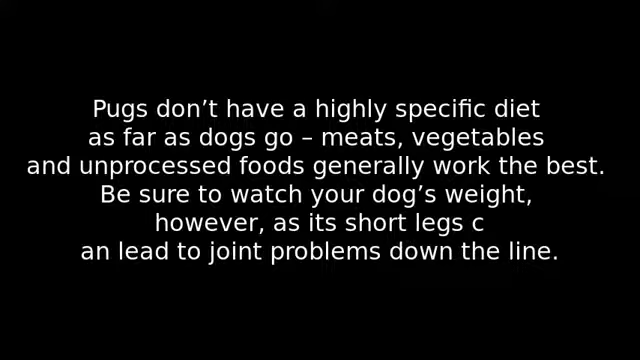 Pugs don’t have a highly specific diet
as far as dogs go – meats, vegetables
and unprocessed foods generally work the best.
Be sure to watch your dog’s weight,
however, as its short legs c
an lead to joint problems down the line.